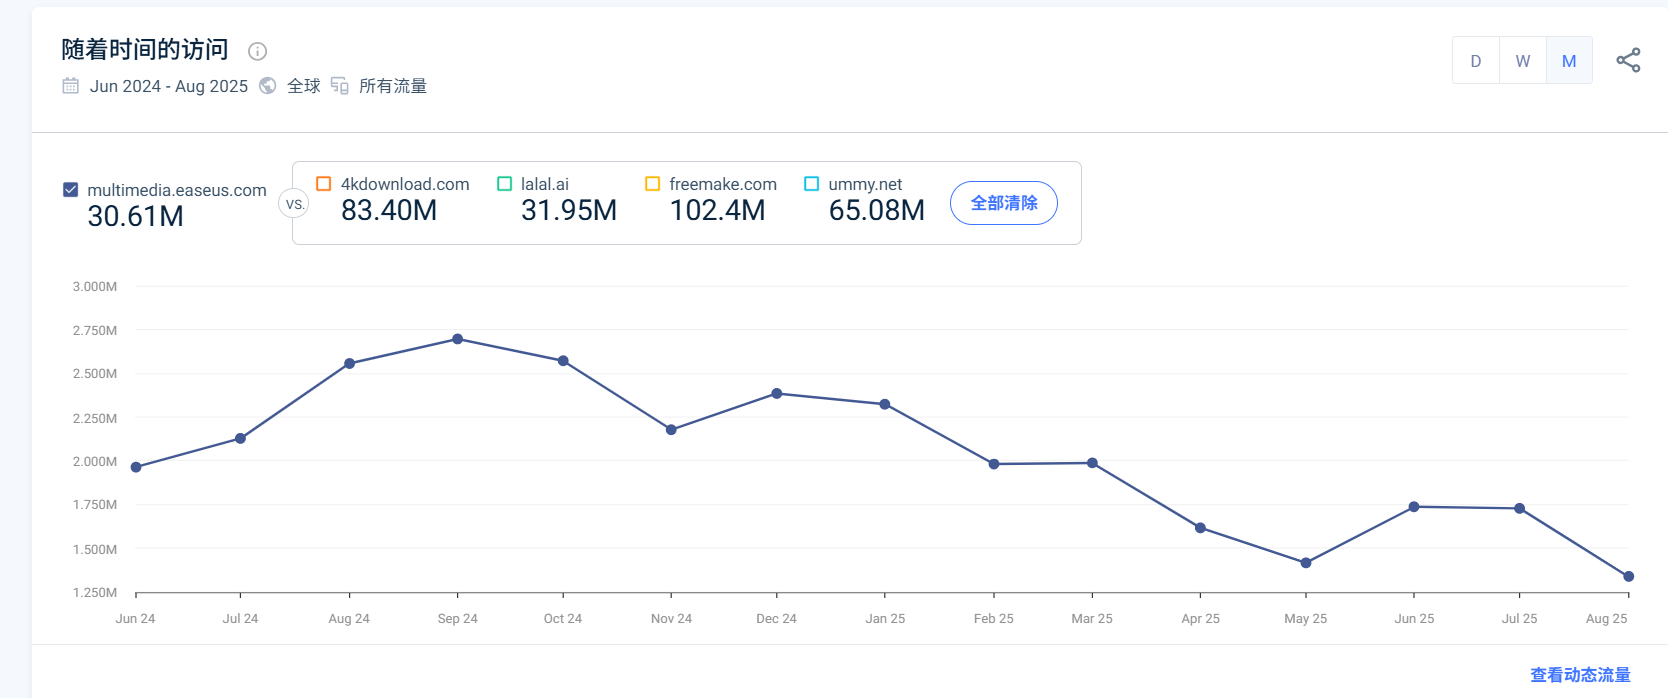 随着时间的访问
Jun 2024 - Aug 2025 全球 所有流量
D W M
multimedia.easeus.com
30.61M
VS.
4kdownload.com
83.40M
lalal.ai
31.95M
freemake.com
102.4M
ummy.net
65.08M
全部清除
3.000M
2.750M
2.500M
2.250M
2.000M
1.750M
1.500M
1.250M
Jun 24 Jul 24 Aug 24 Sep 24 Oct 24 Nov 24 Dec 24 Jan 25 Feb 25 Mar 25 Apr 25 May 25 Jun 25 Jul 25 Aug 25
查看动态流量